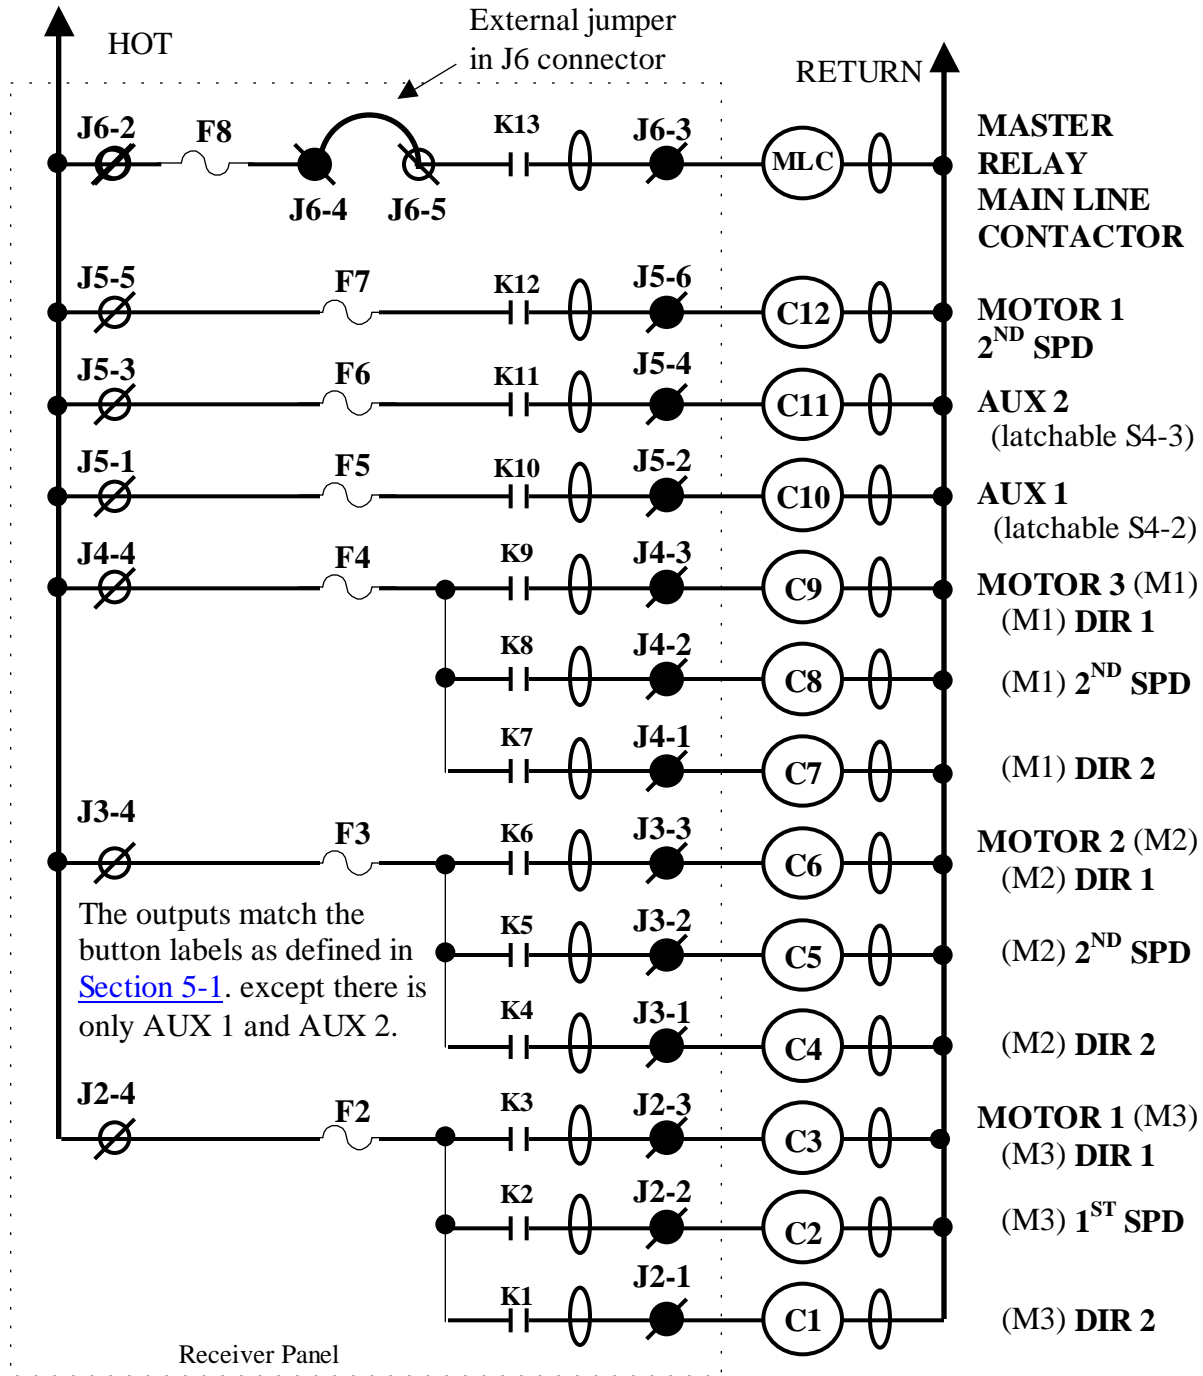 HOT
External jumper
in J6 connector
RETURN
J6-2
F8
K13
J6-3
MLC
J6-4
J6-5
MASTER
RELAY
MAIN LINE
CONTACTOR
J5-5
F7
K12
J5-6
C12
MOTOR 1
2ND SPD
J5-3
F6
K11
J5-4
C11
AUX 2
(latchable S4-3)
J5-1
F5
K10
J5-2
C10
AUX 1
(latchable S4-2)
J4-4
F4
K9
J4-3
C9
MOTOR 3 (M1)
(M1) DIR 1
K8
J4-2
C8
(M1) 2ND SPD
K7
J4-1
C7
(M1) DIR 2
J3-4
F3
K6
J3-3
C6
MOTOR 2 (M2)
(M2) DIR 1
The outputs match the
button labels as defined in
Section 5-1. except there is
only AUX 1 and AUX 2.
K5
J3-2
C5
(M2) 2ND SPD
K4
J3-1
C4
(M2) DIR 2
J2-4
F2
K3
J2-3
C3
MOTOR 1 (M3)
(M3) DIR 1
K2
J2-2
C2
(M3) 1ST SPD
K1
J2-1
C1
(M3) DIR 2
Receiver Panel